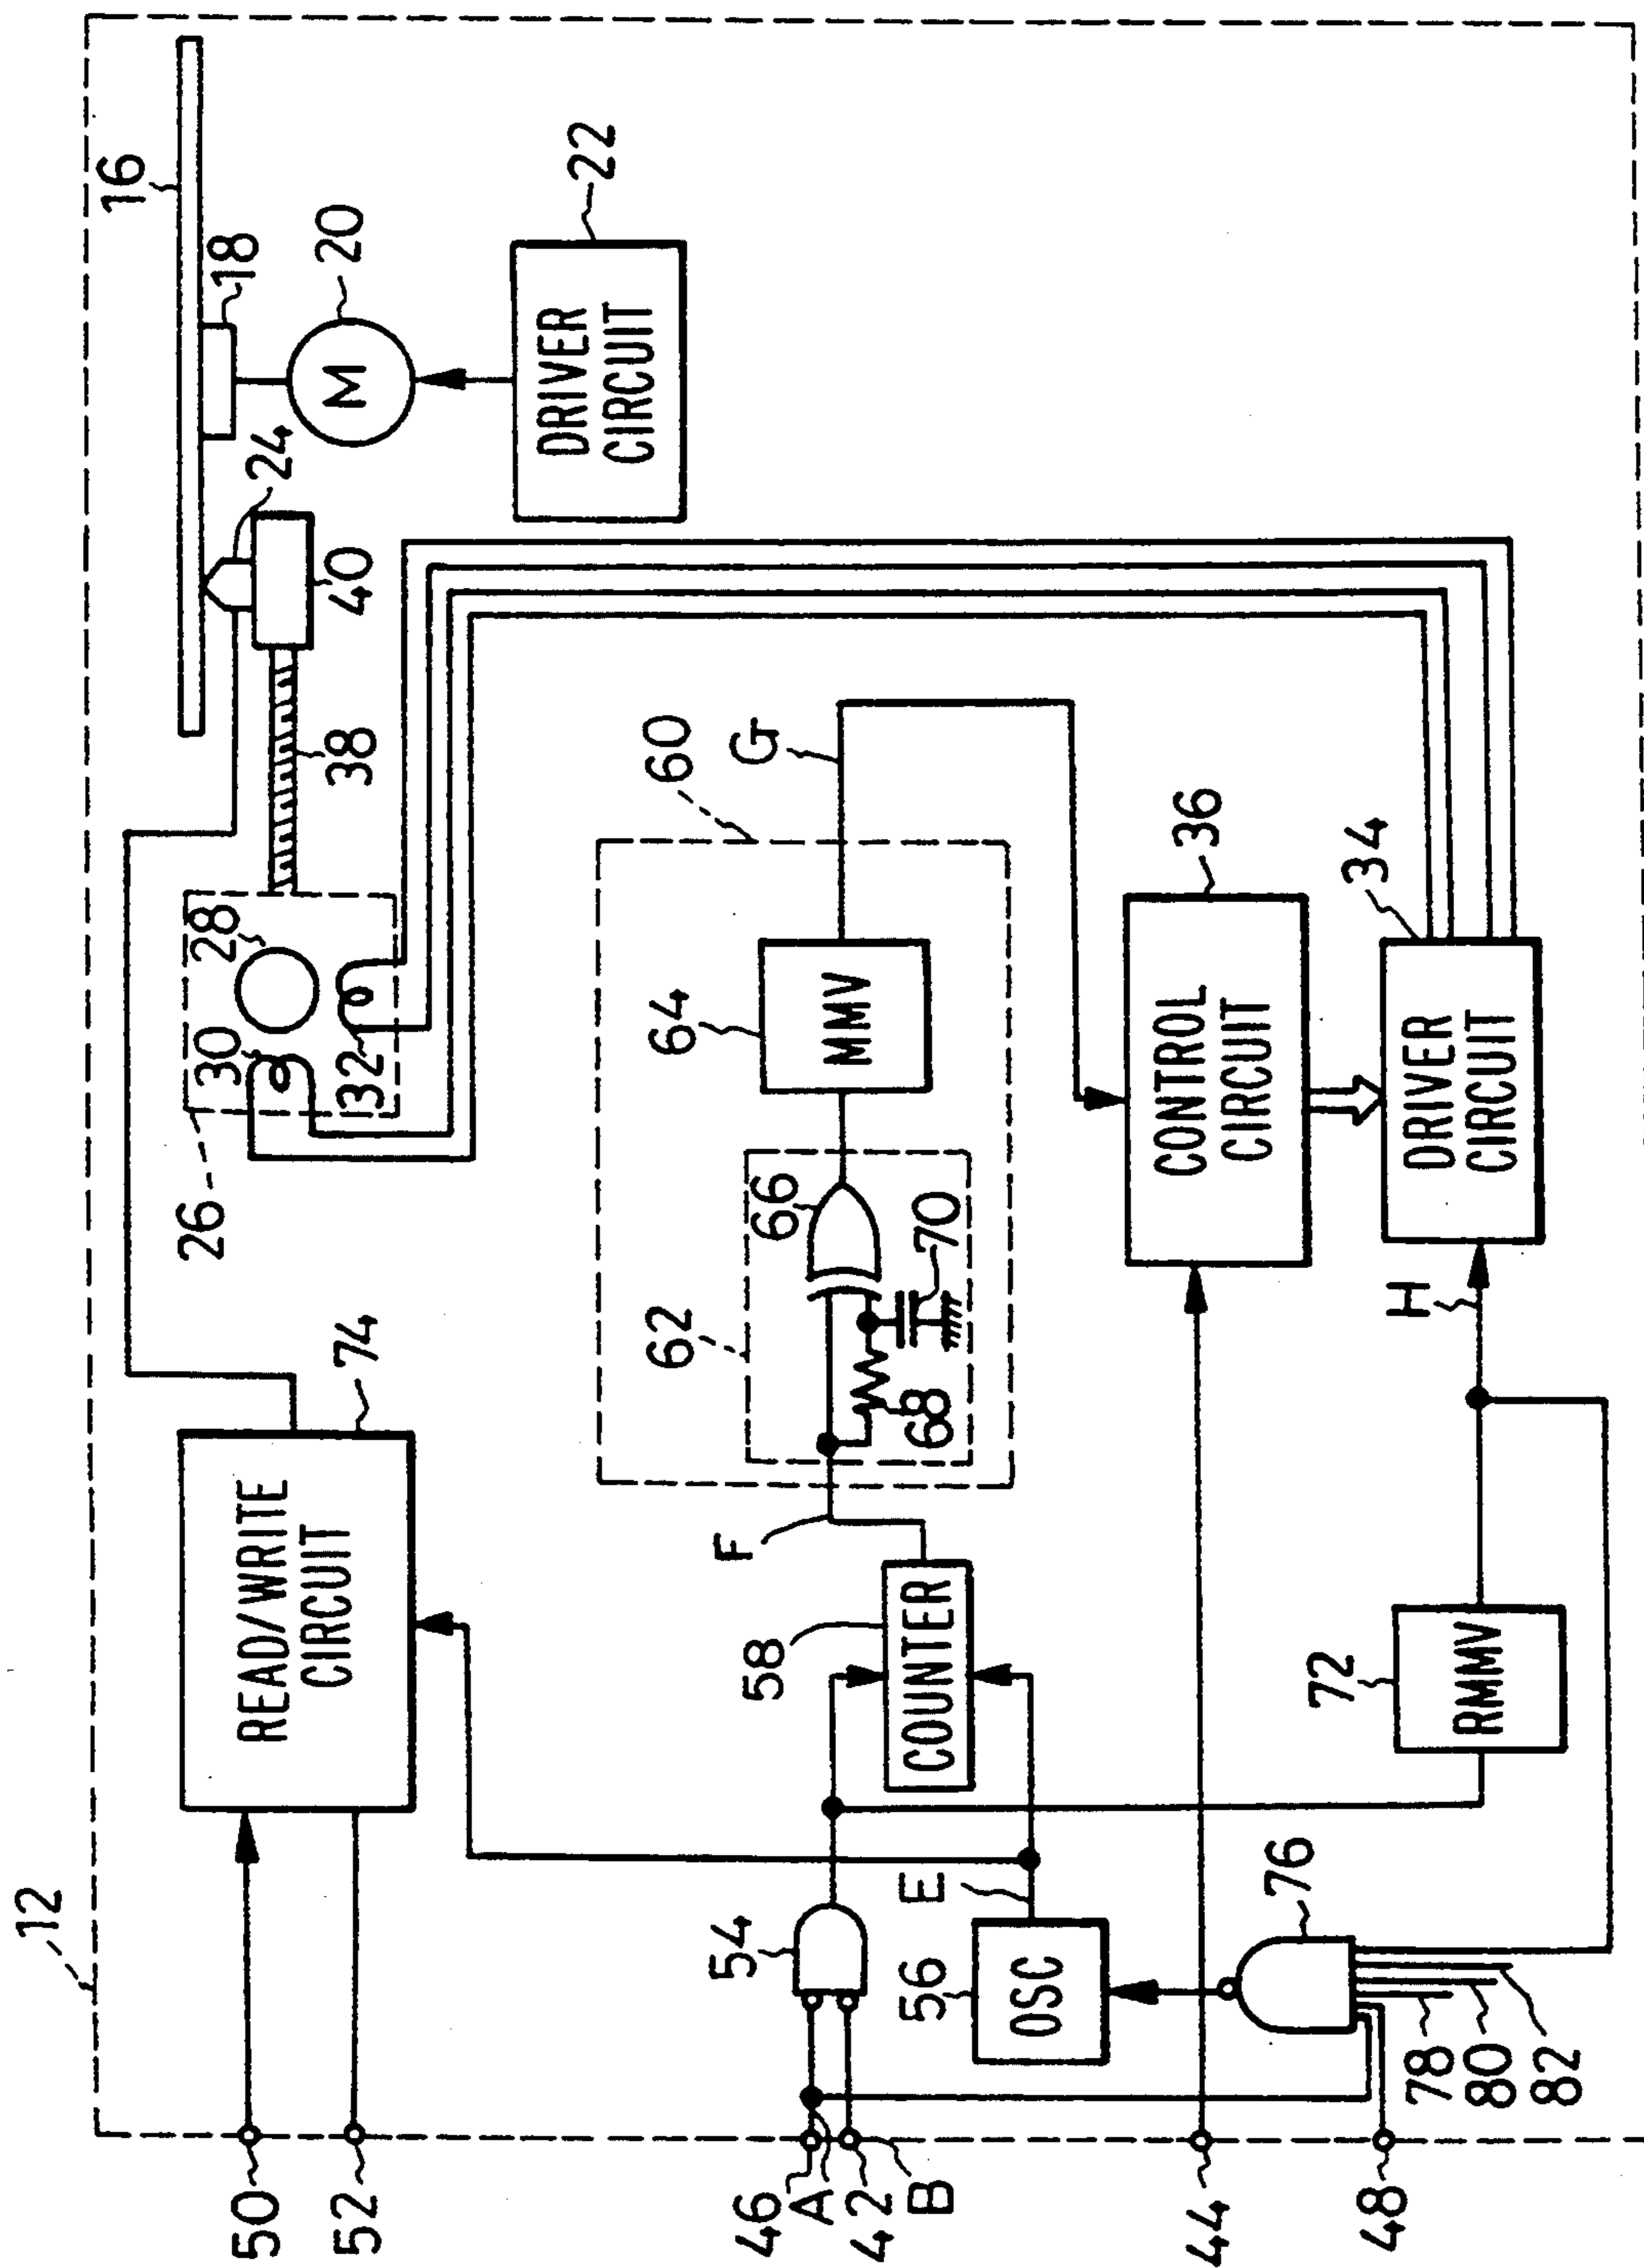 12
50
52
46
A
42
B
44
48
READ/WRITE
CIRCUIT
74
54
56
OSC
E
76
78
80
82
58
COUNTER
F
72
RMMV
H
60
62
66
68
70
64
MMV
G
CONTROL
CIRCUIT
36
DRIVER
CIRCUIT
34
26
30
28
32
38
40
24
16
18
20
M
DRIVER
CIRCUIT
22